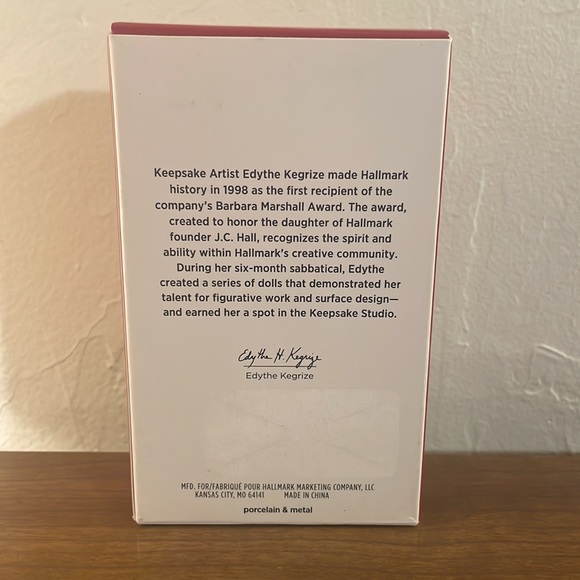 Keepsake Artist Edythe Kegrize made Hallmark
history in 1998 as the first recipient of the
company's Barbara Marshall Award. The award,
created to honor the daughter of Hallmark
founder J.C. Hall, recognizes the spirit and
ability within Hallmark's creative community.
During her six-month sabbatical, Edythe
created a series of dolls that demonstrated her
talent for figurative work and surface design—
and earned her a spot in the Keepsake Studio.
Edythe H. Kegrize
Edythe Kegrize
MFD. FOR/FABRIQUÉ POUR HALLMARK MARKETING COMPANY, LLC
KANSAS CITY, MO 64141 MADE IN CHINA
porcelain & metal